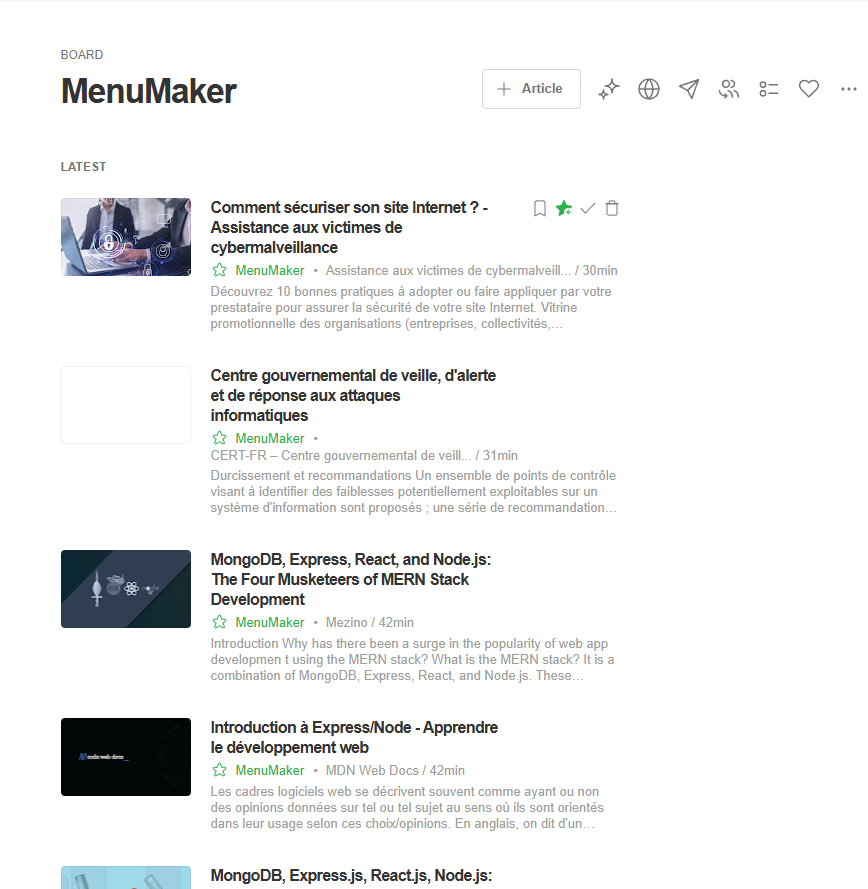 BOARD
MenuMaker
Article
LATEST
Comment sécuriser son site Internet ? -
Assistance aux victimes de
cybermalveillance
MenuMaker • Assistance aux victimes de cybermalveill... / 30min
Découvrez 10 bonnes pratiques à adopter ou faire appliquer par votre
prestataire pour assurer la sécurité de votre site Internet. Vitrine
promotionnelle des organisations (entreprises, collectivités,…
Centre gouvernemental de veille, d'alerte
et de réponse aux attaques
informatiques
MenuMaker •
CERT-FR – Centre gouvernemental de veill... / 31min
Durcissement et recommandations Un ensemble de points de contrôle
visant à identifier des faiblesses potentiellement exploitables sur un
système d'information sont proposés ; une série de recommandation…
MongoDB, Express, React, and Node.js:
The Four Musketeers of MERN Stack
Development
MenuMaker • Mezino / 42min
Introduction Why has there been a surge in the popularity of web app
developmen t using the MERN stack? What is the MERN stack? It is a
combination of MongoDB, Express, React, and Node.js. These…
mdn web docs_
Introduction à Express/Node - Apprendre
le développement web
MenuMaker • MDN Web Docs / 42min
Les cadres logiciels web se décrivent souvent comme ayant ou non
des opinions données sur tel ou tel sujet au sens où ils sont orientés
dans leur usage selon ces choix/opinions. En anglais, on dit d'un…
MongoDB, Express.js, React.js, Node.js: